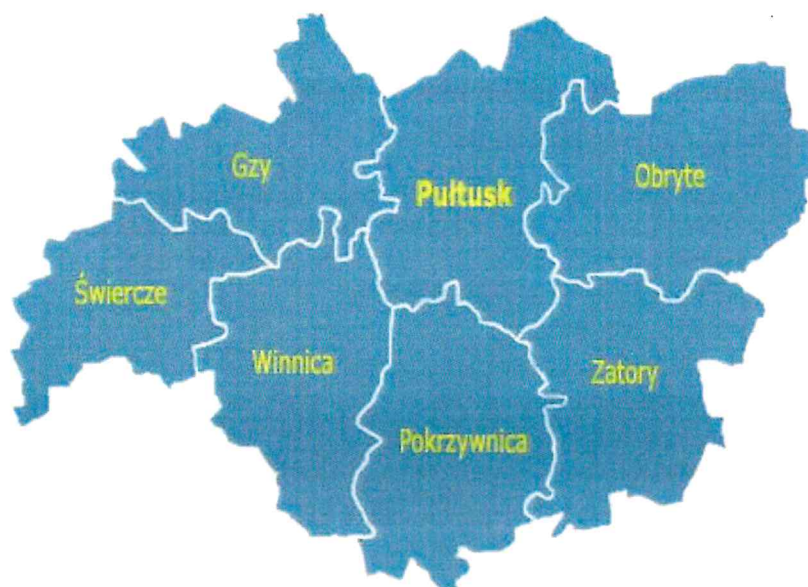 Gzy
Pułtusk
Obryte
Świercze
Winnica
Zatory
Pokrzywnica